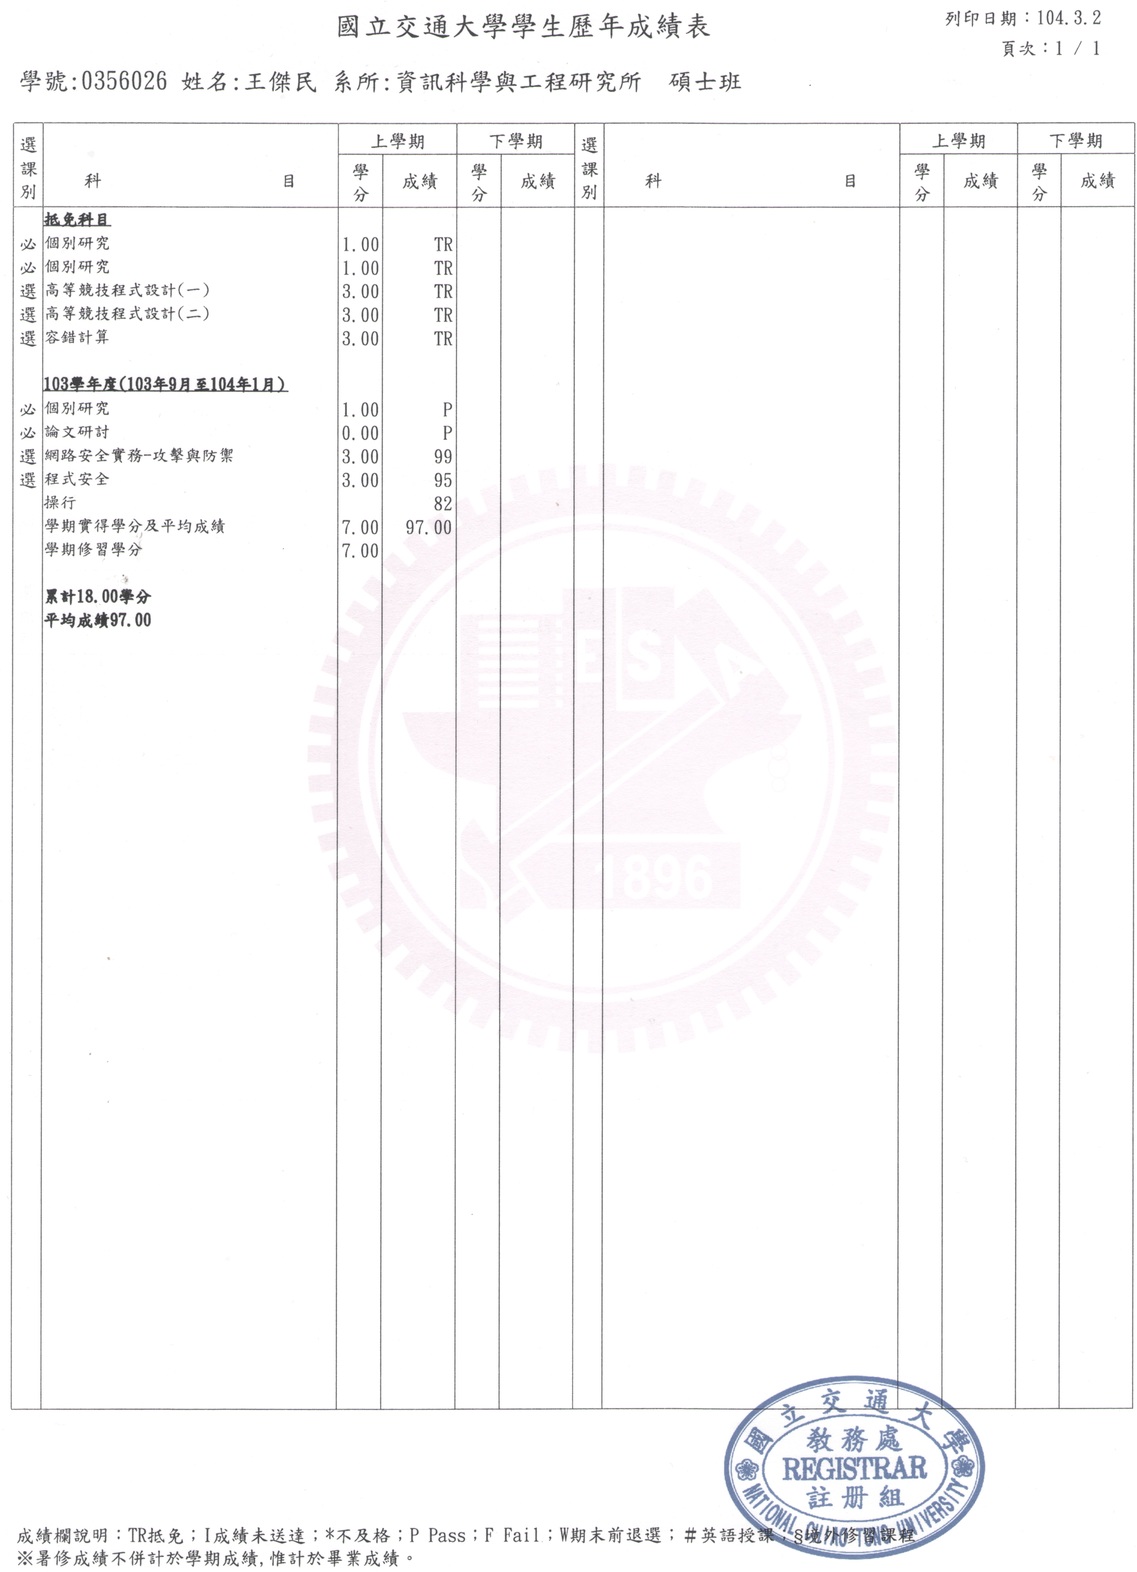 國立交通大學學生歷年成績表
列印日期：104.3.2
頁次：1 / 1
學號:0356026 姓名:王傑民 系所:資訊科學與工程研究所 碩士班
選課別 科 目 上學期 下學期 選課別 科 目 上學期 下學期
學分 成績 學分 成績 學分 成績 學分 成績
抵免科目
必 個別研究 1.00 TR
必 個別研究 1.00 TR
選 高等競技程式設計(一) 3.00 TR
選 高等競技程式設計(二) 3.00 TR
選 容錯計算 3.00 TR
103學年度(103年9月至104年1月)
必 個別研究 1.00 P
必 論文研討 0.00 P
選 網路安全實務-攻擊與防禦 3.00 99
選 程式安全 3.00 95
操行 82
學期實得學分及平均成績 7.00 97.00
學期修習學分 7.00
累計18.00學分
平均成績97.00
E S A
1896
國立交通大學
教務處
REGISTRAR
註册組
NATIONAL CHIAO TUNG UNIVERSITY
成績欄說明：TR抵免；I成績未送達；*不及格；P Pass；F Fail；W期末前退選；＃英語授課；§境外修習課程
※暑修成績不併計於學期成績,惟計於畢業成績。